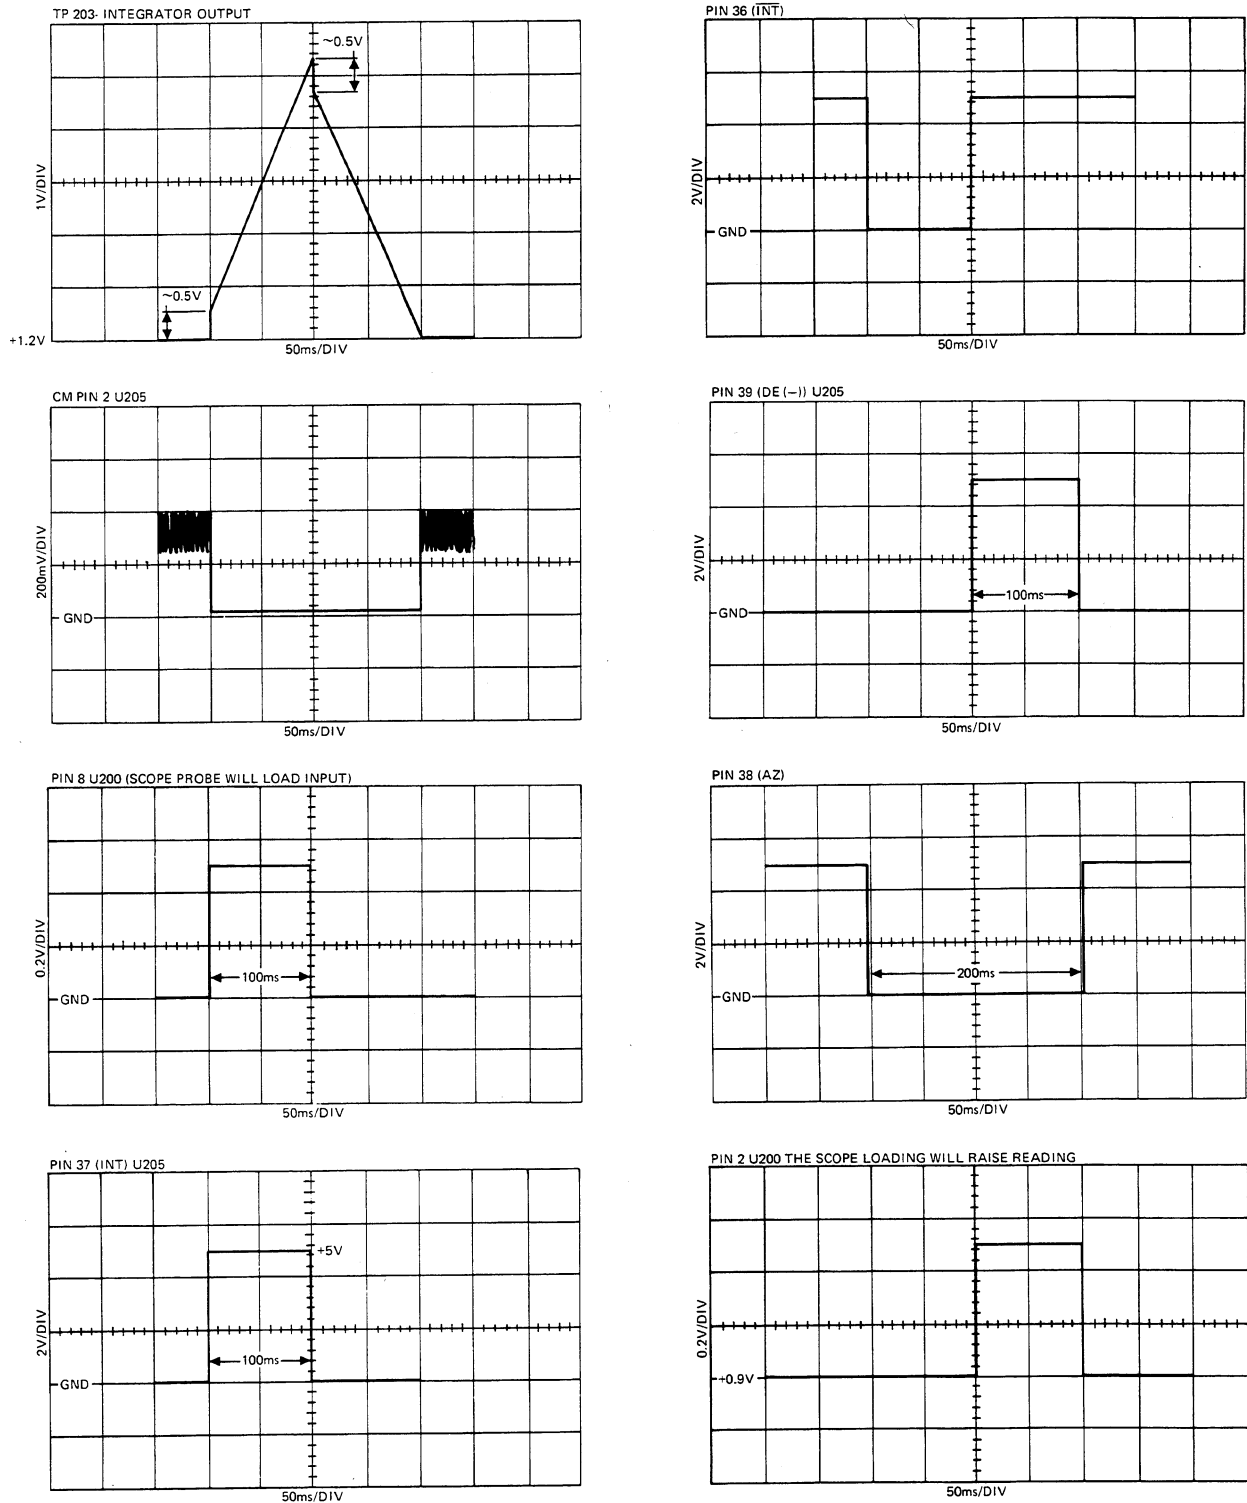 TP 203- INTEGRATOR OUTPUT
~0.5V
1V/DIV
~0.5V
+1.2V
50ms/DIV
PIN 36 (INT)
2V/DIV
GND
50ms/DIV
CM PIN 2 U205
200mV/DIV
GND
50ms/DIV
PIN 39 (DE (—)) U205
2V/DIV
100ms
GND
50ms/DIV
PIN 8 U200 (SCOPE PROBE WILL LOAD INPUT)
0.2V/DIV
100ms
GND
50ms/DIV
PIN 38 (AZ)
2V/DIV
200ms
GND
50ms/DIV
PIN 37 (INT) U205
+5V
2V/DIV
100ms
GND
50ms/DIV
PIN 2 U200 THE SCOPE LOADING WILL RAISE READING
0.2V/DIV
+0.9V
50ms/DIV